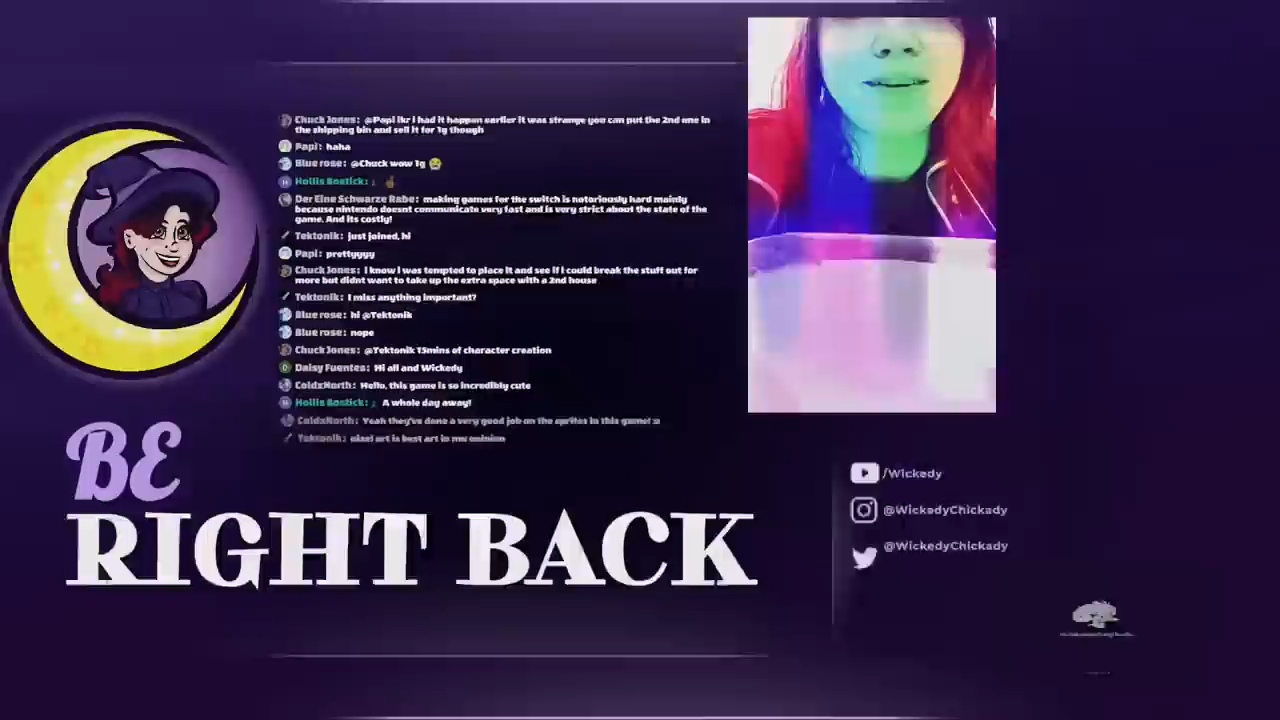 Chuck Jones: @Papi ikr i had it happen earlier it was strange you can put the 2nd one in
the shipping bin and sell it for 1g though
Papi: haha
Blue rose: @Chuck wow 1g 😭
Hollis Bostick:
Der Eine Schwarze Rabe: making games for the switch is notoriously hard mainly
because nintendo doesnt communicate very fast and is very strict about the state of the
game. And its costly!
Tektonik: just joined, hi
Papi: prettyyyy
Chuck Jones: I know I was tempted to place it and see if i could break the stuff out for
more but didnt want to take up the extra space with a 2nd house
Tektonik: I miss anything important?
Blue rose: hi @Tektonik
Blue rose: nope
Chuck Jones: @Tektonik 15mins of character creation
Daisy Fuentes: Hi all and Wickedy
ColdxNorth: Hello, this game is so incredibly cute
Hollis Bostick: A whole day away!
ColdxNorth: Yeah they've done a very good job on the sprites in this game! :o
Tektonik: pixel art is best art in my opinion
BE
RIGHT BACK
/Wickedy
@WickedyChickady
@WickedyChickady